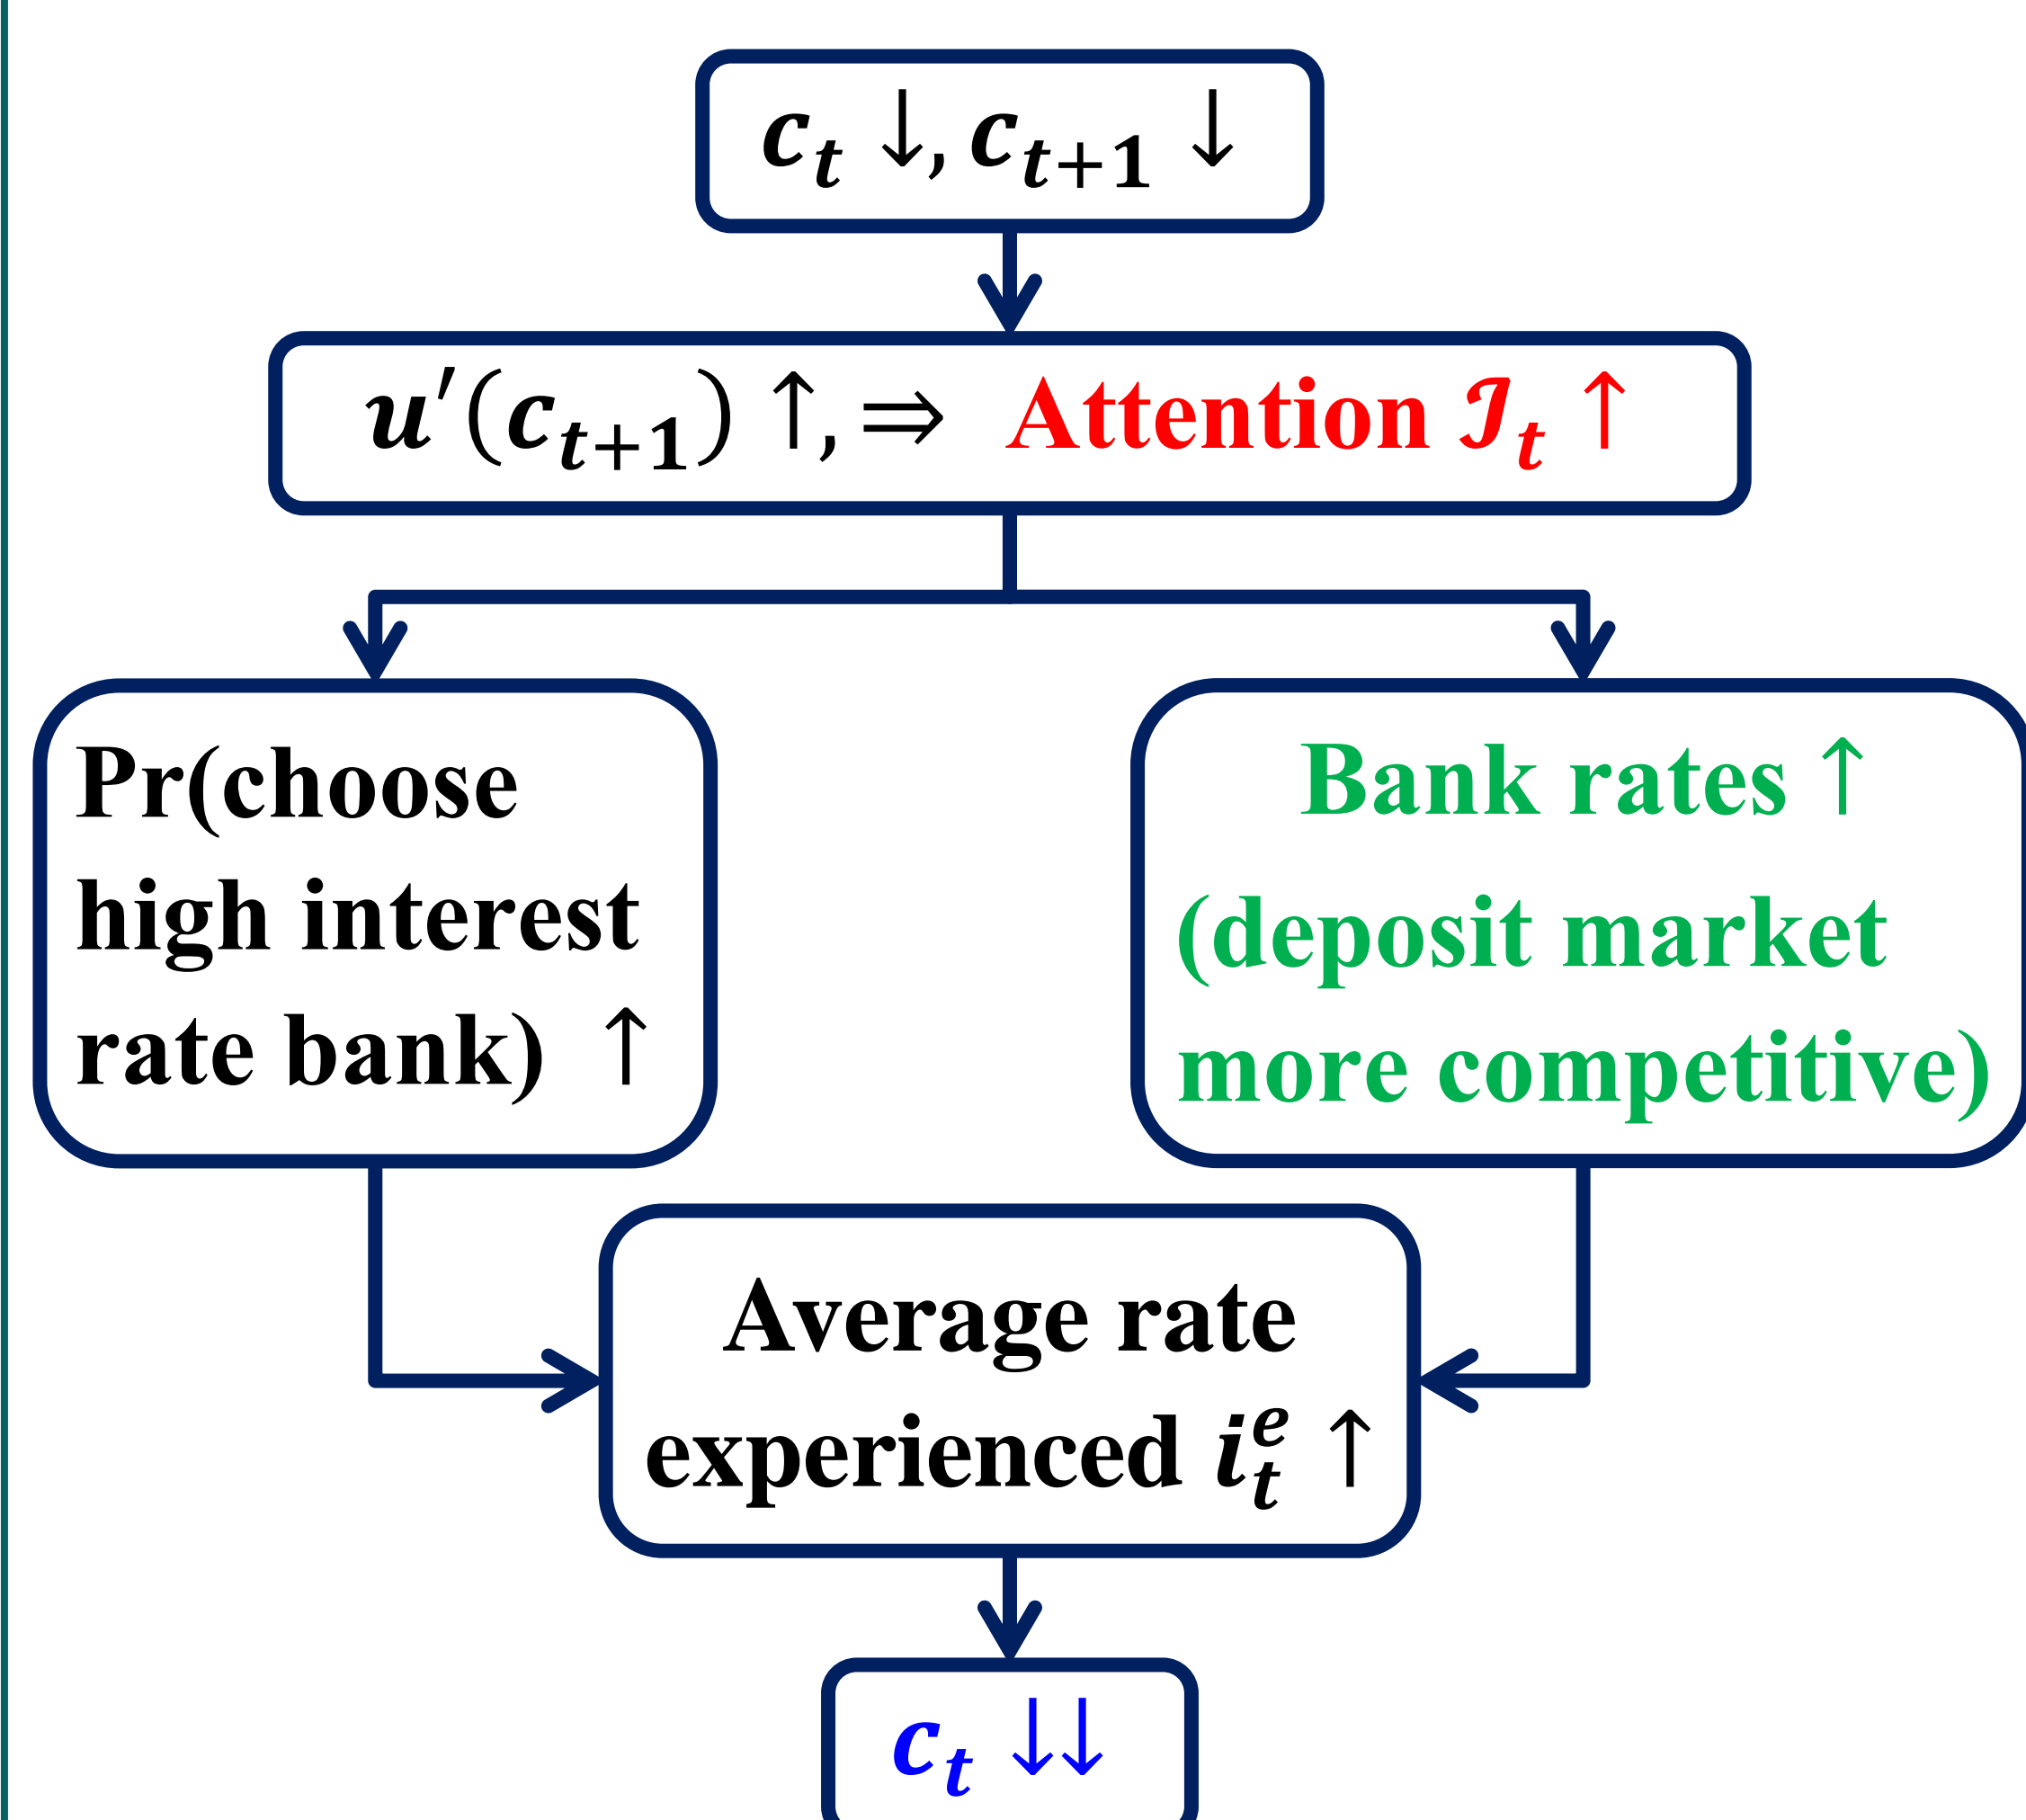 c_t ↓, c_{t+1} ↓
u′(c_{t+1}) ↑, ⇒ Attention ℐ_t ↑
Pr(choose
high interest
rate bank) ↑
Bank rates ↑
(deposit market
more competitive)
Average rate
experienced i_t^e ↑
c_t ↓↓